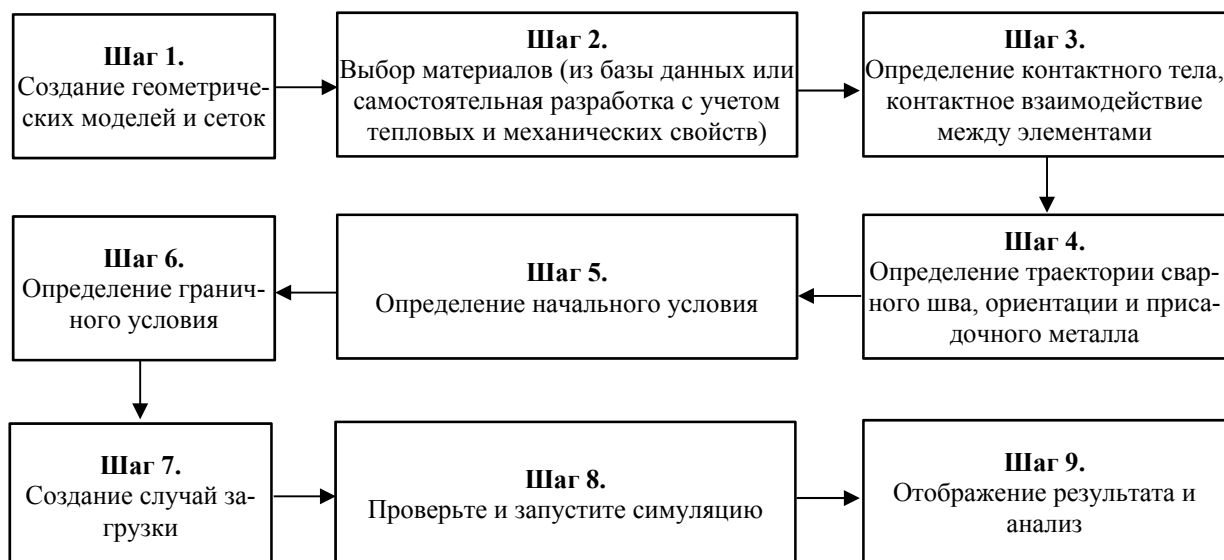 Шаг 1.
Создание геометриче-
ских моделей и сеток
Шаг 2.
Выбор материалов (из базы данных или
самостоятельная разработка с учетом
тепловых и механических свойств)
Шаг 3.
Определение контактного тела,
контактное взаимодействие
между элементами
Шаг 4.
Определение траектории свар-
ного шва, ориентации и приса-
дочного металла
Шаг 5.
Определение начального условия
Шаг 6.
Определение гранич-
ного условия
Шаг 7.
Создание случай за-
грузки
Шаг 8.
Проверьте и запустите симуляцию
Шаг 9.
Отображение результата и
анализ